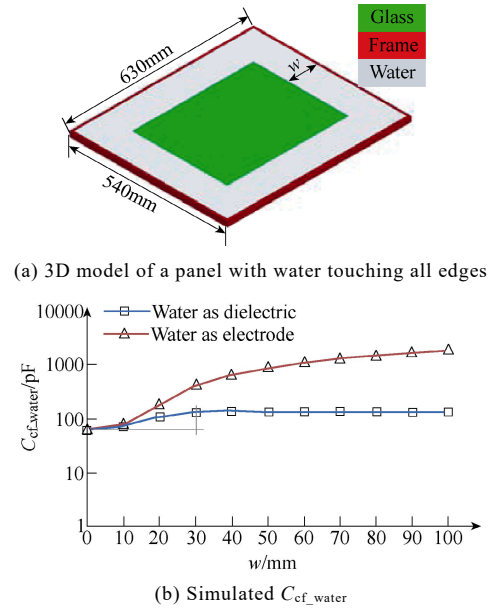 Glass
Frame
Water
630mm
w
540mm
(a) 3D model of a panel with water touching all edges
10000
1000
100
10
1
Water as dielectric
Water as electrode
Ccf_water/pF
0 10 20 30 40 50 60 70 80 90 100
w/mm
(b) Simulated Ccf_water